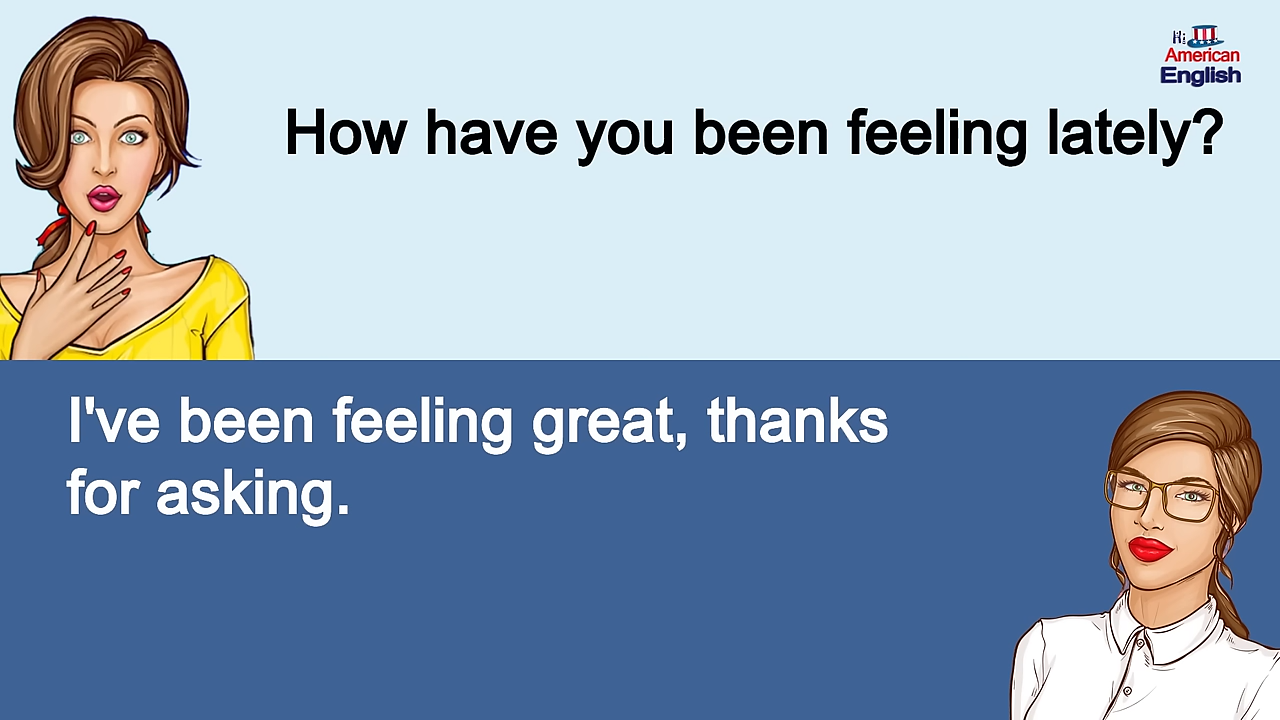 Hi
American
English
How have you been feeling lately?
I've been feeling great, thanks
for asking.